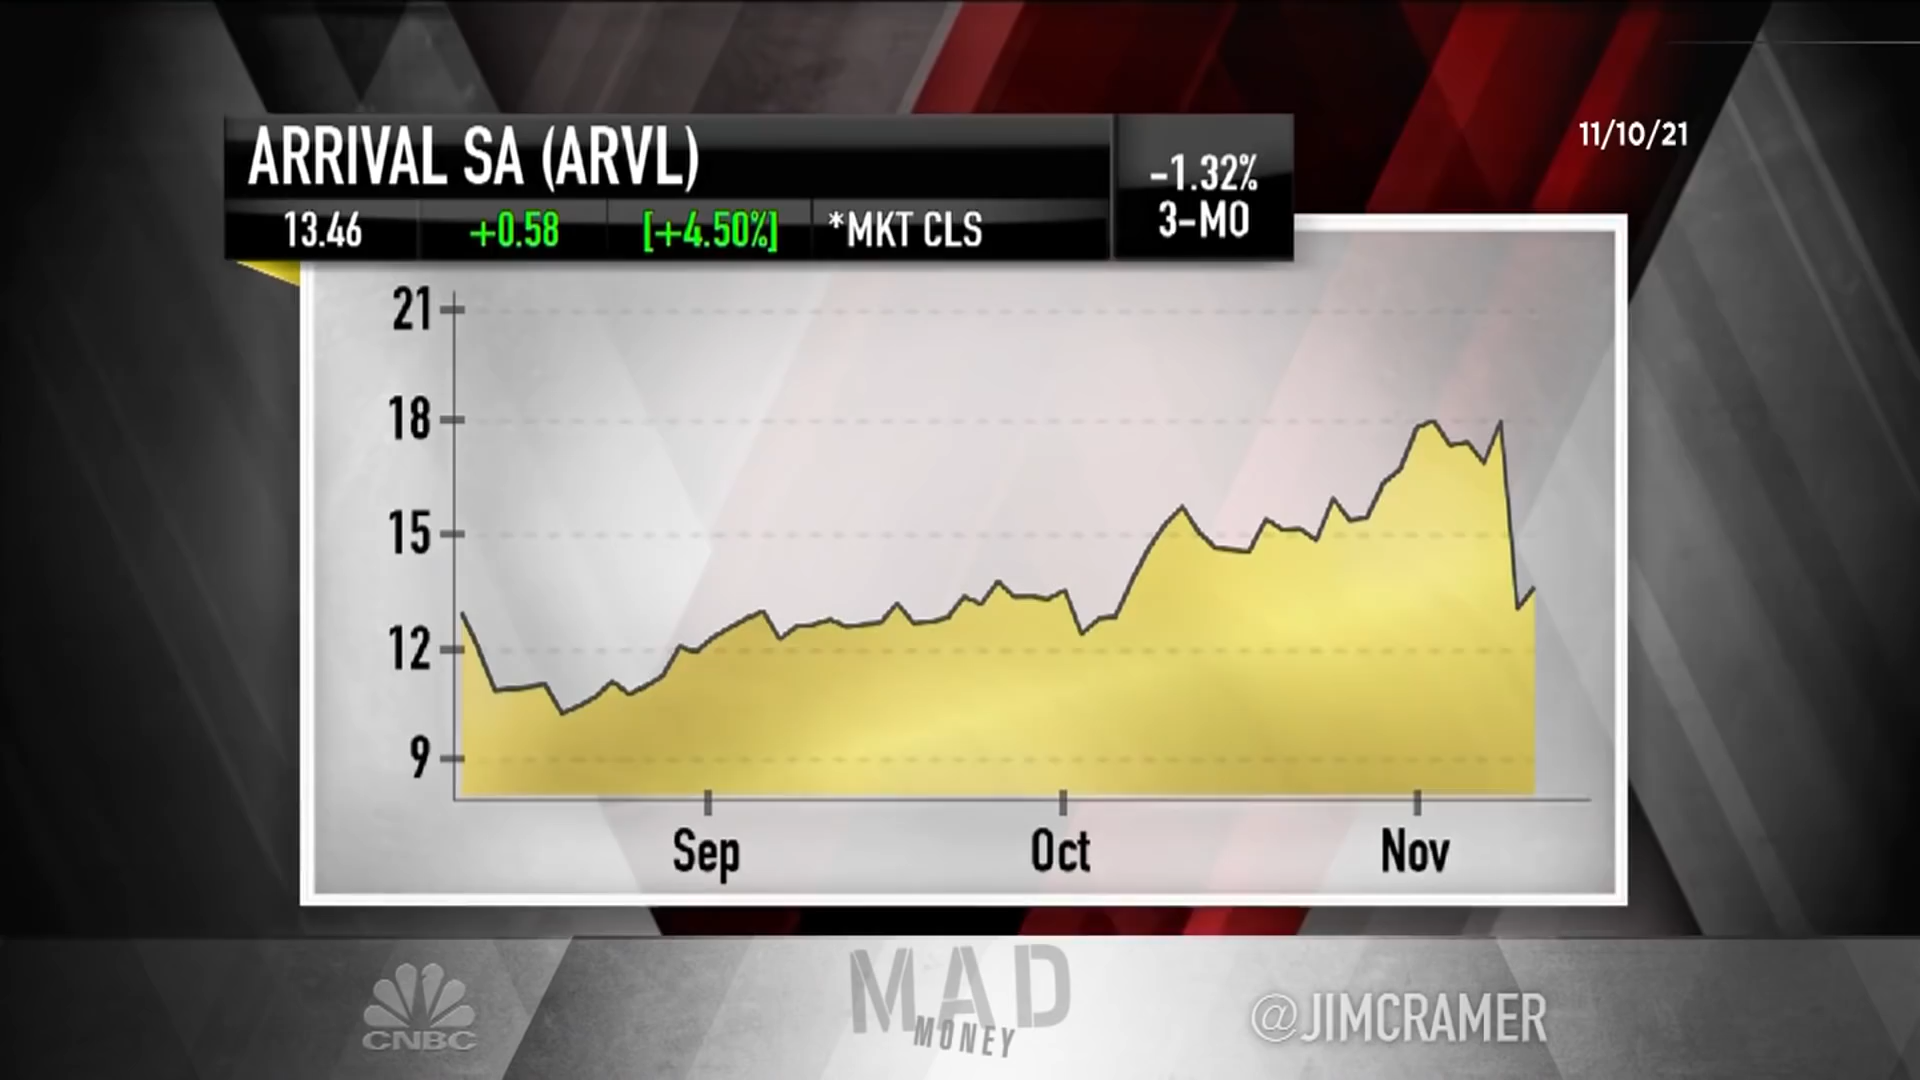 ARRIVAL SA (ARVL)
13.46 +0.58 [+4.50%] *MKT CLS
-1.32%
3-MO
11/10/21
21
18
15
12
9
Sep Oct Nov
CNBC
MAD
MONEY
@JIMCRAMER